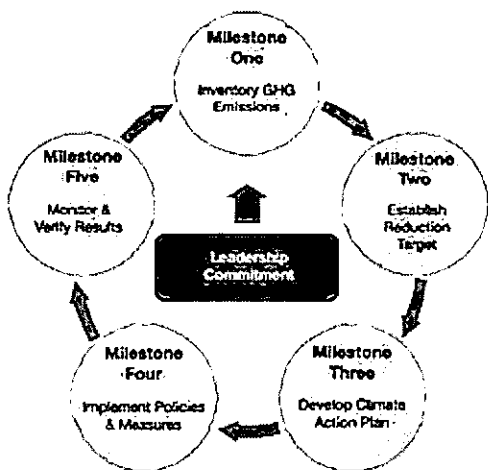 Milestone
One
Inventory GHG
Emissions
Milestone
Two
Establish
Reduction
Target
Milestone
Three
Develop Climate
Action Plan
Milestone
Four
Implement Policies
& Measures
Milestone
Five
Monitor &
Verify Results
Leadership
Commitment